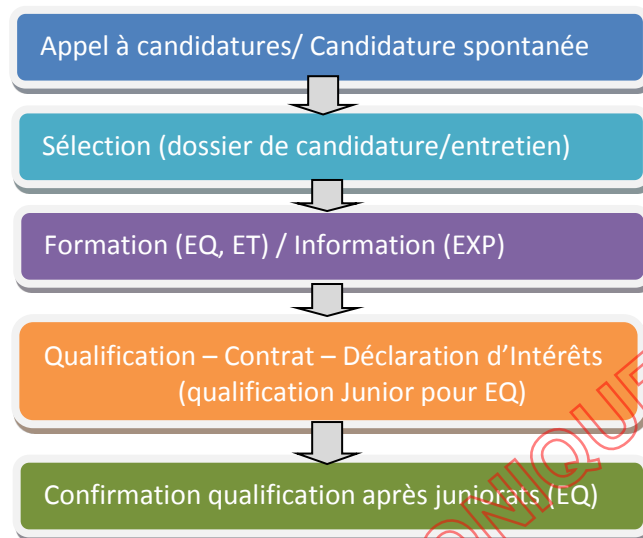 Appel à candidatures/ Candidature spontanée
Sélection (dossier de candidature/entretien)
Formation (EQ, ET) / Information (EXP)
Qualification – Contrat – Déclaration d’Intérêts
(qualification Junior pour EQ)
Confirmation qualification après juniorats (EQ)
ONIQUE